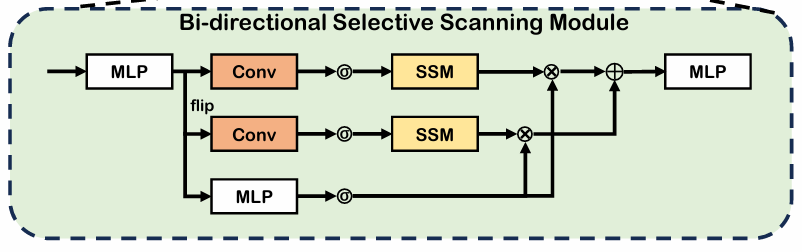 Bi-directional Selective Scanning Module
MLP Conv σ SSM ⊗ ⊕ MLP
flip
Conv σ SSM ⊗
MLP σ